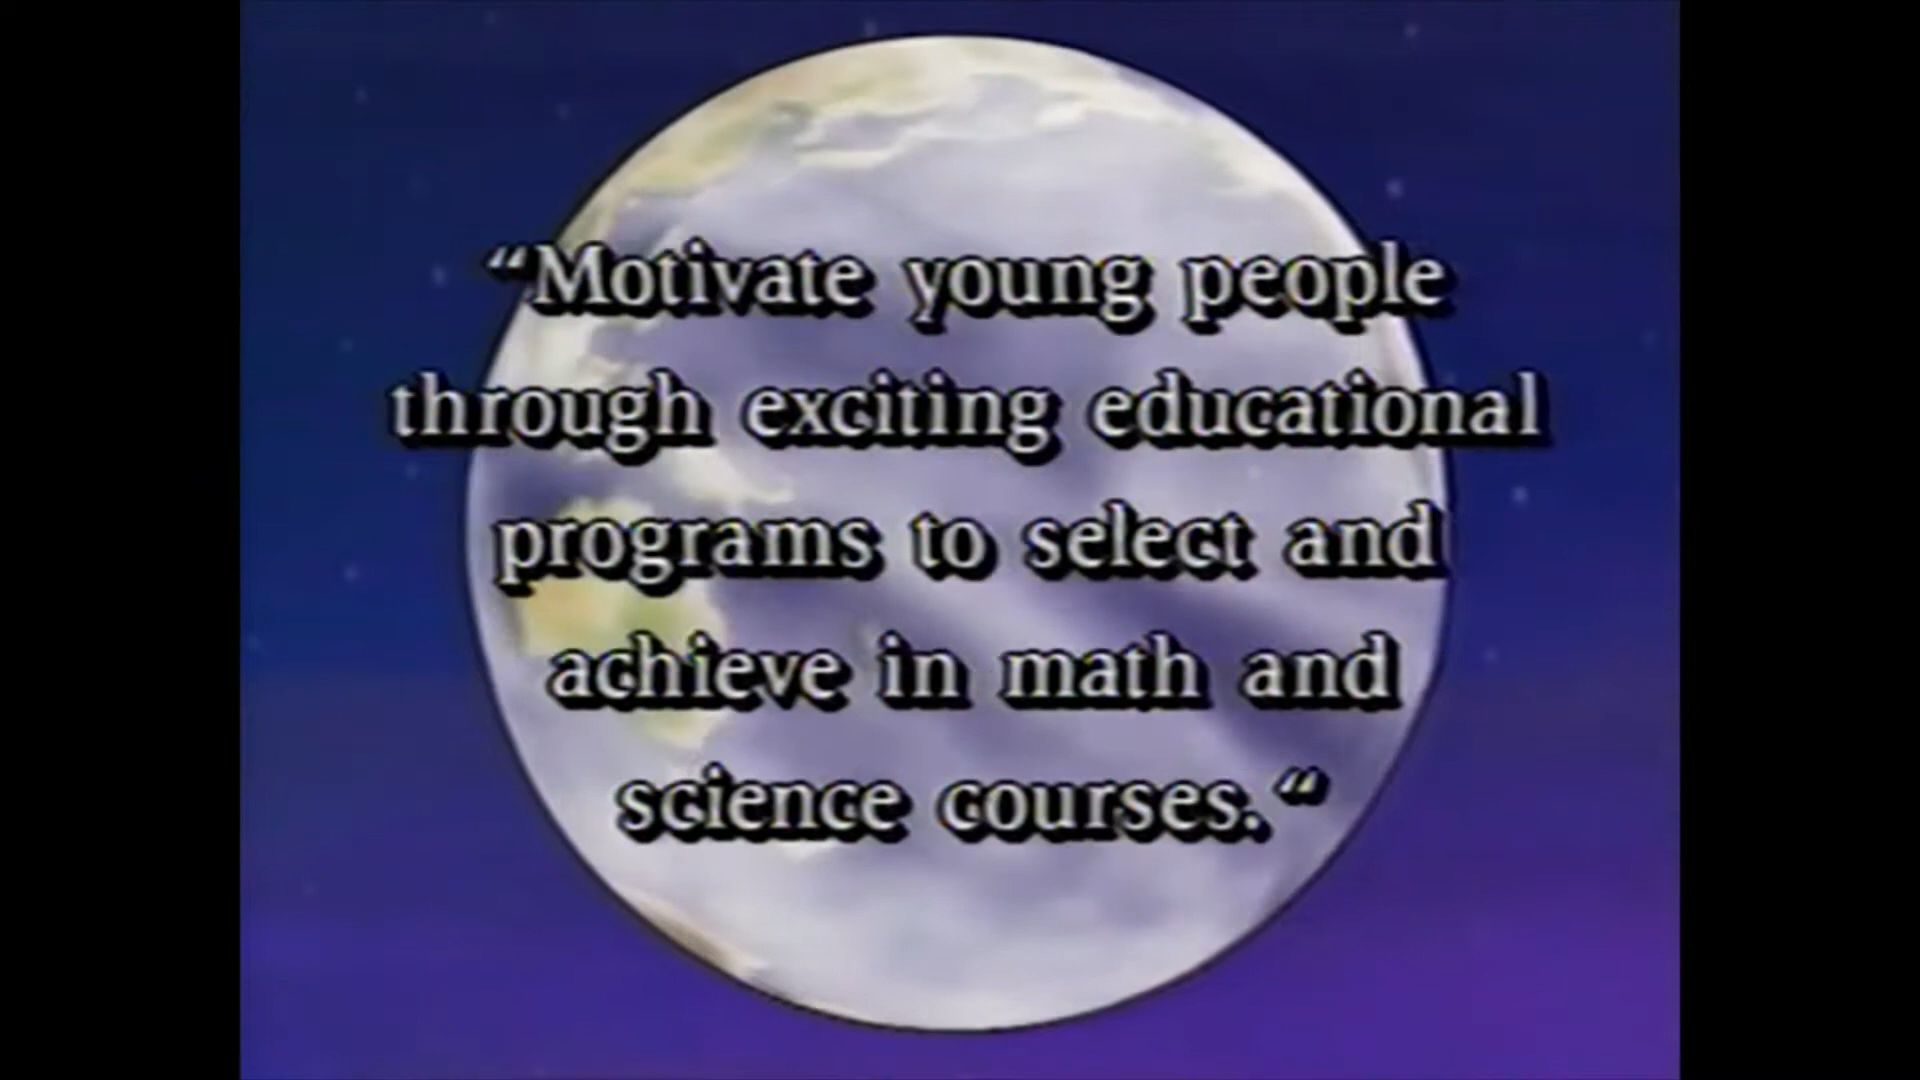 “Motivate young people
through exciting educational
programs to select and
achieve in math and
science courses.“